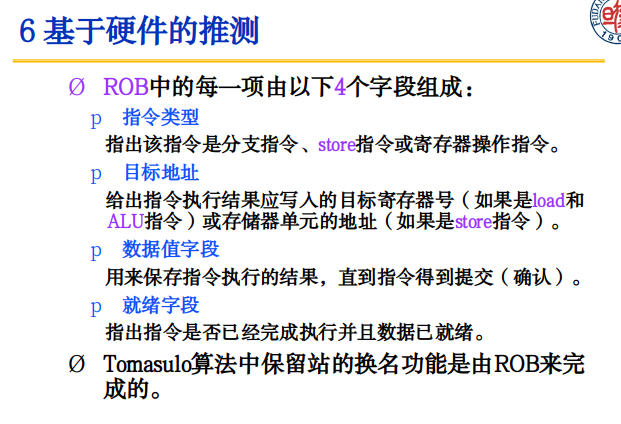 6 基于硬件的推测
Ø ROB中的每一项由以下4个字段组成：
p 指令类型
指出该指令是分支指令、store指令或寄存器操作指令。
p 目标地址
给出指令执行结果应写入的目标寄存器号（如果是load和
ALU指令）或存储器单元的地址（如果是store指令）。
p 数据值字段
用来保存指令执行的结果，直到指令得到提交（确认）。
p 就绪字段
指出指令是否已经完成执行并且数据已就绪。
Ø Tomasulo算法中保留站的换名功能是由ROB来完
成的。